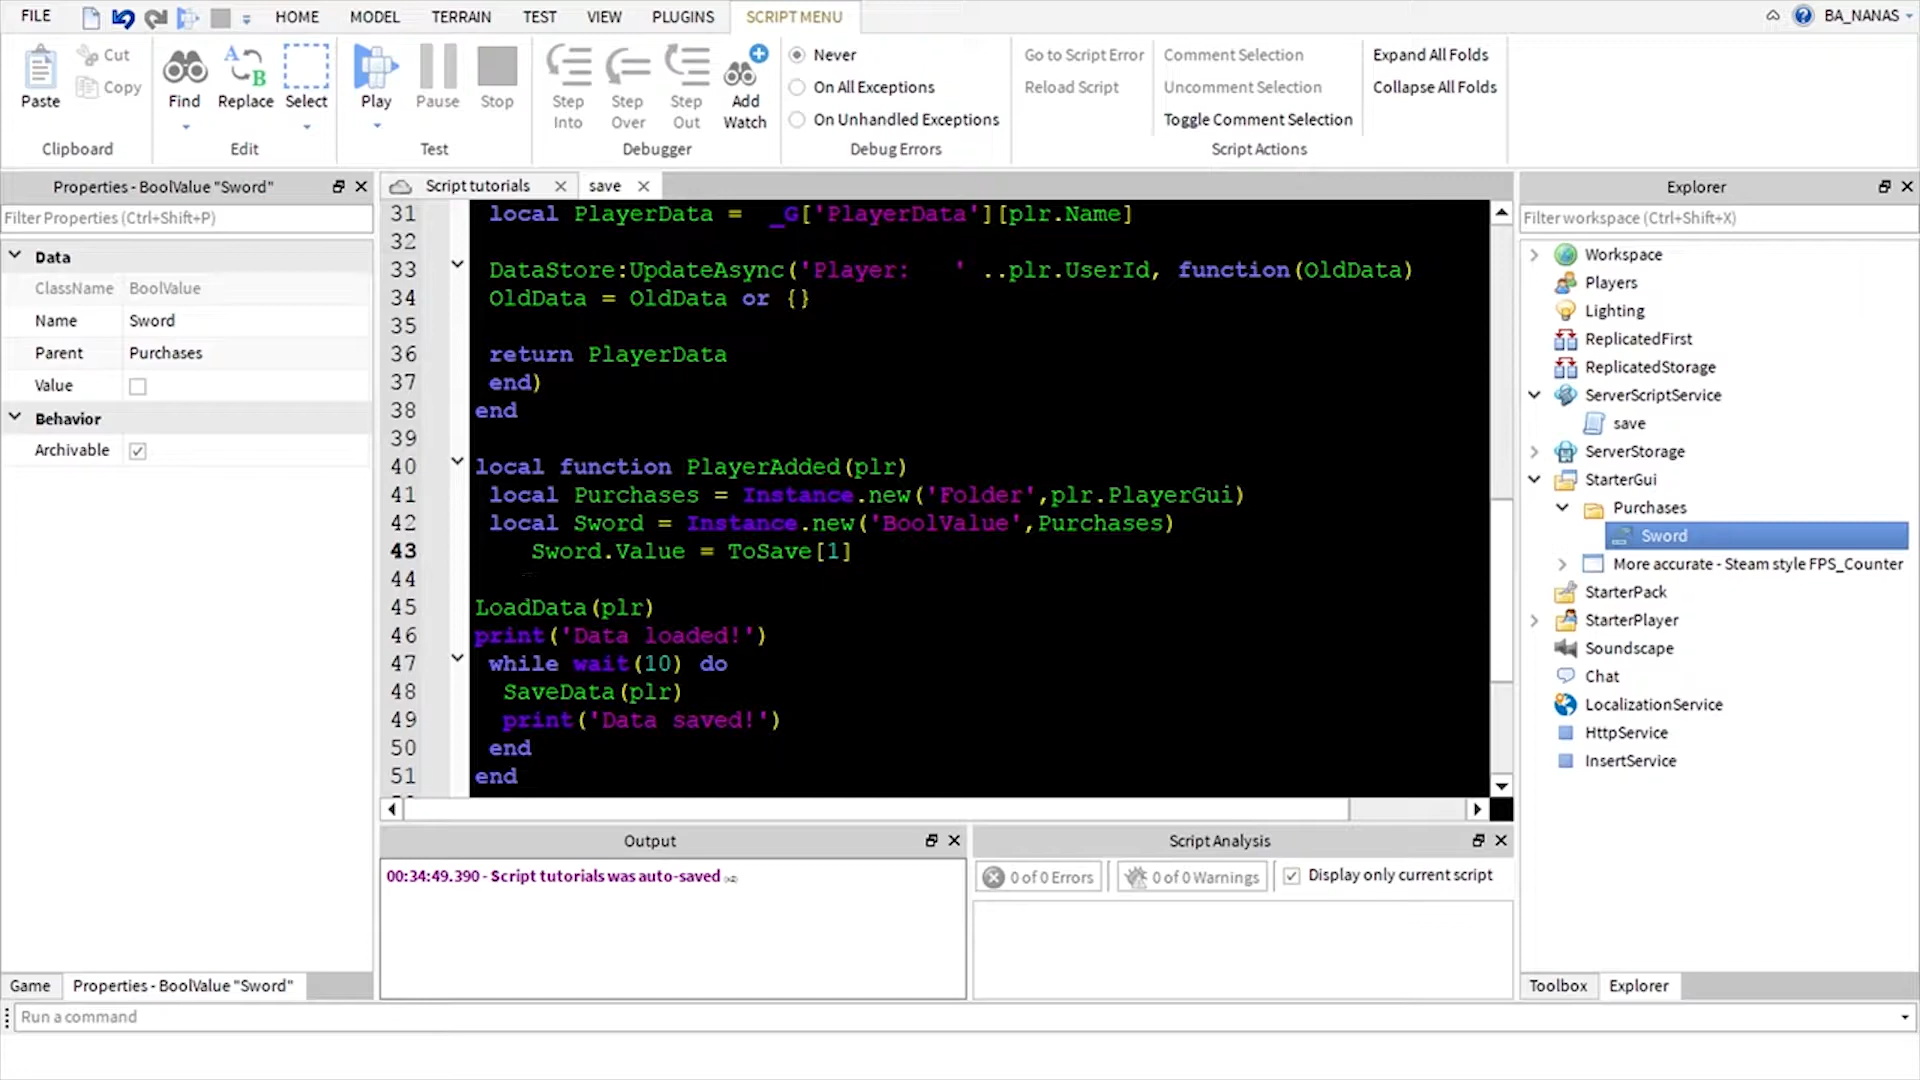 FILE HOME MODEL TERRAIN TEST VIEW PLUGINS SCRIPT MENU BA_NANAS
Paste Cut Copy Find Replace Select Play Pause Stop Step Into Step Over Step Out Add Watch
Never
On All Exceptions
On Unhandled Exceptions
Go to Script Error
Reload Script
Comment Selection
Uncomment Selection
Toggle Comment Selection
Expand All Folds
Collapse All Folds
Clipboard Edit Test Debugger Debug Errors Script Actions
Properties - BoolValue "Sword"
Filter Properties (Ctrl+Shift+P)
Data
ClassName BoolValue
Name Sword
Parent Purchases
Value
Behavior
Archivable
Game Properties - BoolValue "Sword"
Script tutorials save
31 local PlayerData = _G['PlayerData'][plr.Name]
32
33 DataStore:UpdateAsync('Player:   ' ..plr.UserId, function(OldData)
34 OldData = OldData or {}
35
36 return PlayerData
37 end)
38 end
39
40 local function PlayerAdded(plr)
41 local Purchases = Instance.new('Folder',plr.PlayerGui)
42 local Sword = Instance.new('BoolValue',Purchases)
43 Sword.Value = ToSave[1]
44
45 LoadData(plr)
46 print('Data loaded!')
47 while wait(10) do
48 SaveData(plr)
49 print('Data saved!')
50 end
51 end
Output
00:34:49.390 - Script tutorials was auto-saved
Script Analysis
0 of 0 Errors 0 of 0 Warnings Display only current script
Explorer
Filter workspace (Ctrl+Shift+X)
Workspace
Players
Lighting
ReplicatedFirst
ReplicatedStorage
ServerScriptService
save
ServerStorage
StarterGui
Purchases
Sword
More accurate - Steam style FPS_Counter
StarterPack
StarterPlayer
Soundscape
Chat
LocalizationService
HttpService
InsertService
Toolbox Explorer
Run a command